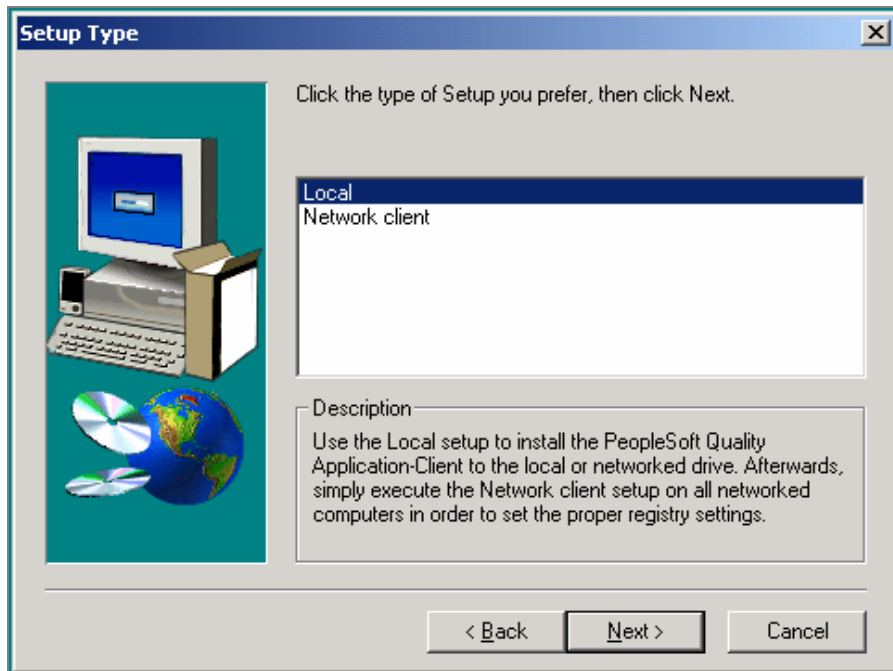 Setup Type
Click the type of Setup you prefer, then click Next.
Local
Network client
Description
Use the Local setup to install the PeopleSoft Quality
Application-Client to the local or networked drive. Afterwards,
simply execute the Network client setup on all networked
computers in order to set the proper registry settings.
< Back
Next >
Cancel